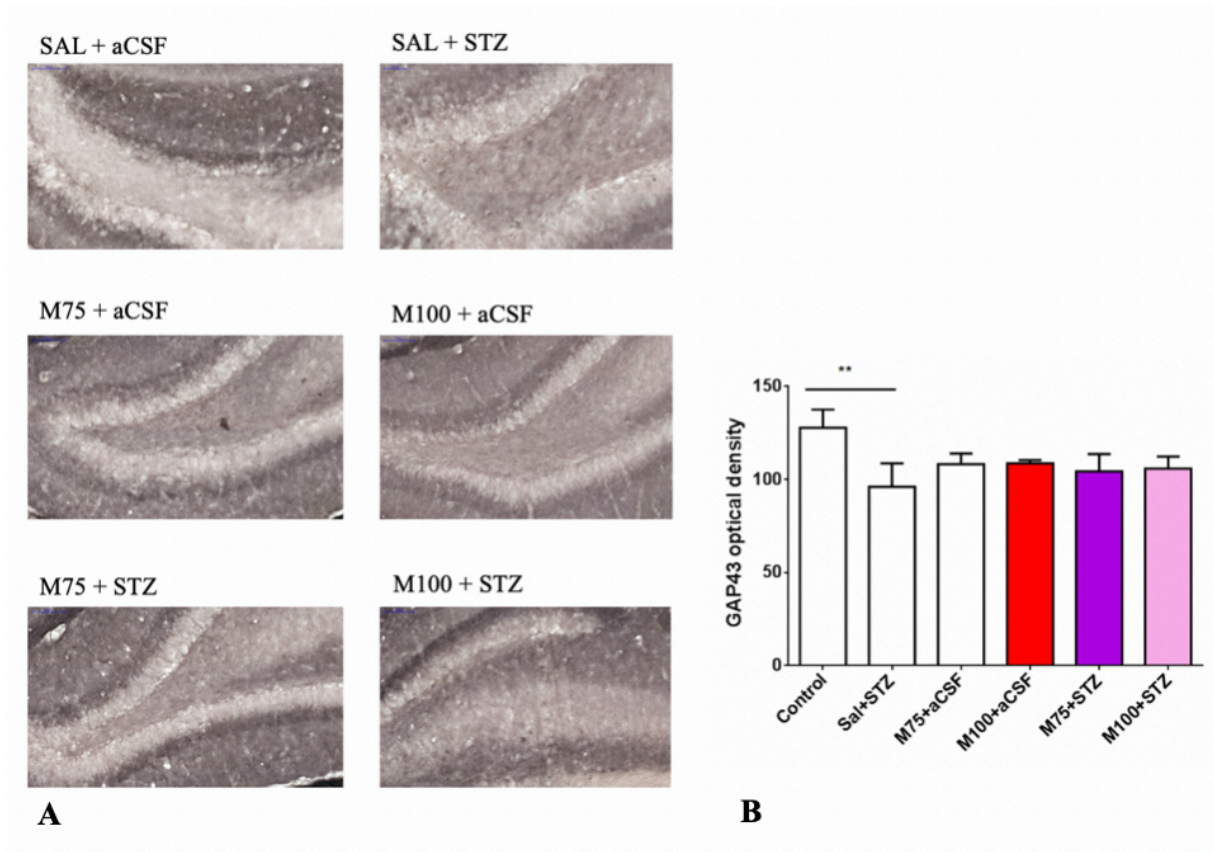 SAL + aCSF
SAL + STZ
M75 + aCSF
M100 + aCSF
M75 + STZ
M100 + STZ
A
**
150
100
50
0
GAP43 optical density
Control
Sal+STZ
M75+aCSF
M100+aCSF
M75+STZ
M100+STZ
B